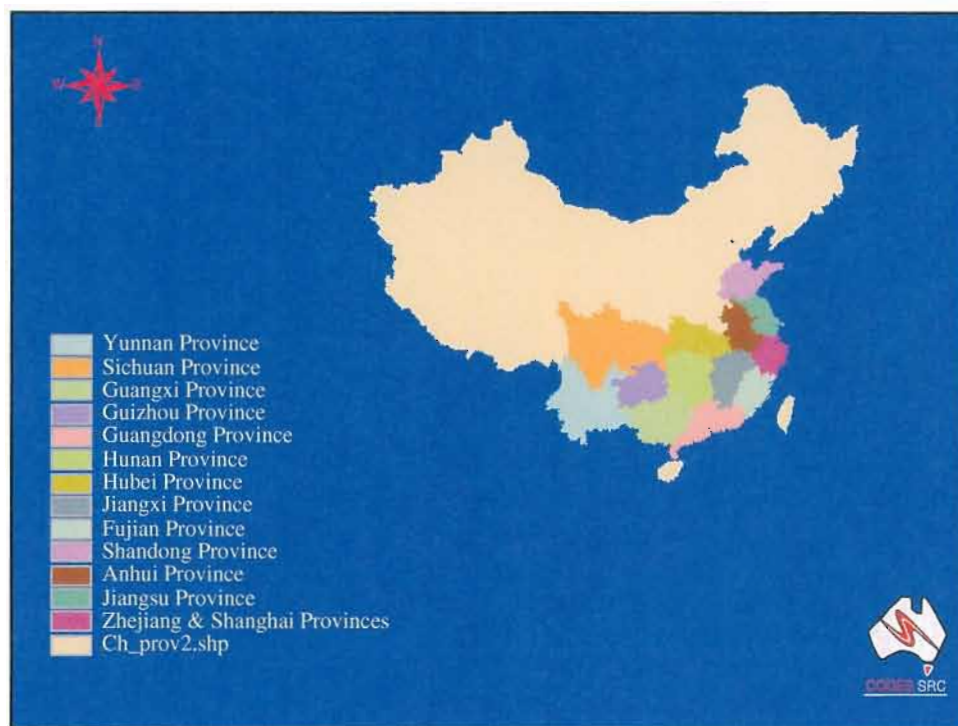 N
W
S
Yunnan Province
Sichuan Province
Guangxi Province
Guizhou Province
Guangdong Province
Hunan Province
Hubei Province
Jiangxi Province
Fujian Province
Shandong Province
Anhui Province
Jiangsu Province
Zhejiang & Shanghai Provinces
Ch_prov2.shp
CODES SRC